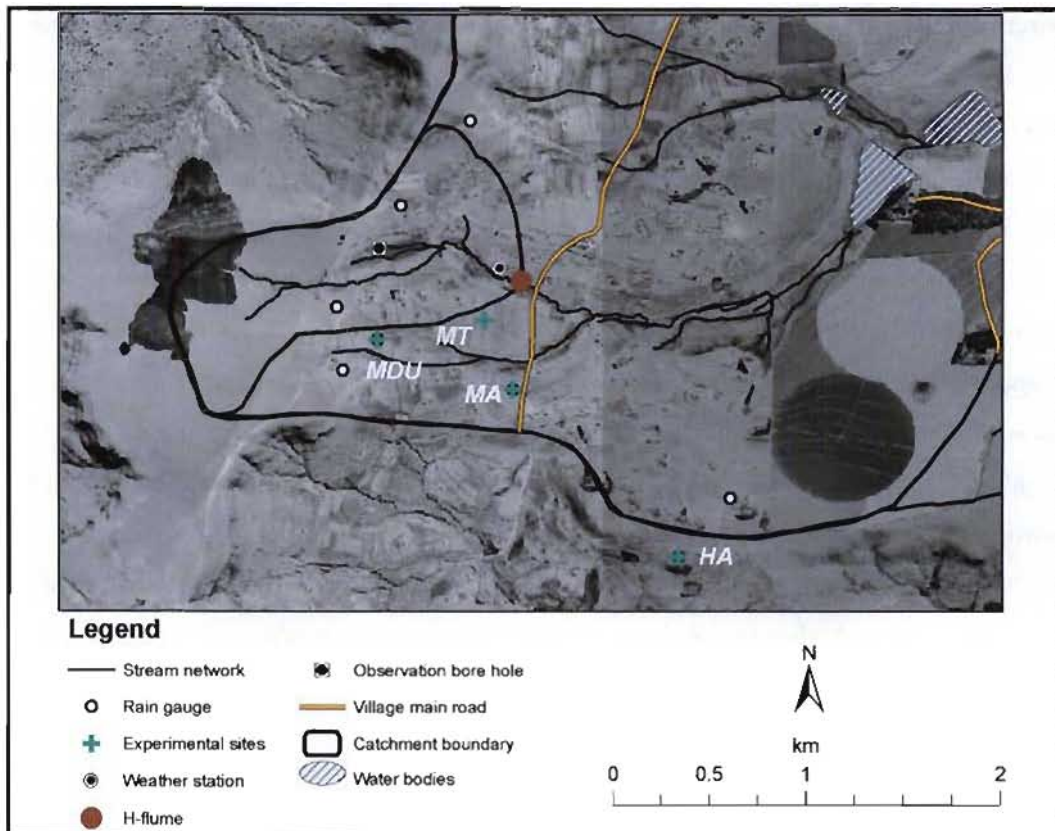 MT
MDU
MA
HA
Legend
Stream network
Rain gauge
Experimental sites
Weather station
H-flume
Observation bore hole
Village main road
Catchment boundary
Water bodies
N
km
0 0.5 1 2